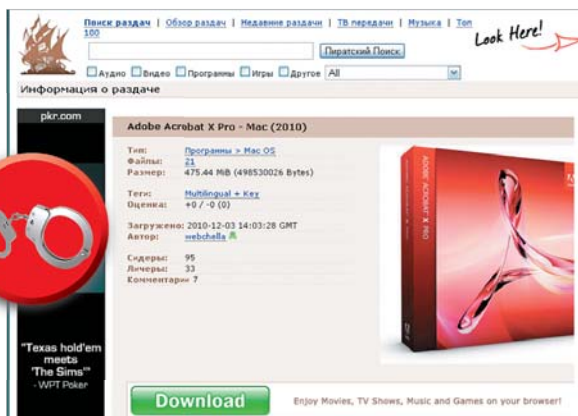 Поиск раздач | Обзор раздач | Недавние раздачи | ТВ передачи | Музыка | Топ
100
Look Here!
Пиратский Поиск
Аудио Видео Программы Игры Другое All
Информация о раздаче
pkr.com
Adobe Acrobat X Pro - Mac (2010)
Тип: Программы > Mac OS
Файлы: 21
Размер: 475.44 MiB (498530026 Bytes)
Теги: Multilingual + Key
Оценка: +0 / -0 (0)
Загружено: 2010-12-03 14:03:28 GMT
Автор: webchella
Сидеры: 95
Личеры: 33
Комментарии 7
ADOBE ACROBAT X PRO
"Texas hold'em
meets
'The Sims'"
- WPT Poker
Download
Enjoy Movies, TV Shows, Music and Games on your browser!